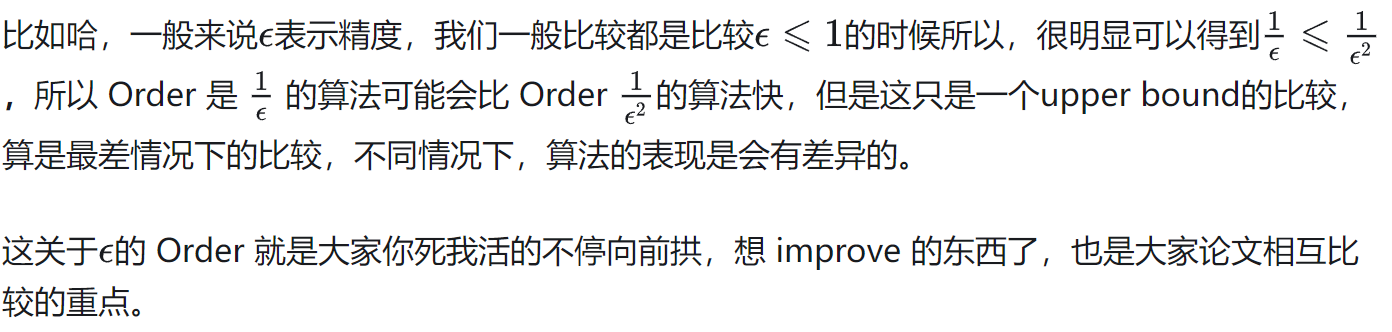 比如哈，一般来说ϵ表示精度，我们一般比较都是比较ϵ ⩽ 1的时候所以，很明显可以得到$\frac{1}{\epsilon} \leqslant \frac{1}{\epsilon^2}$
，所以 Order 是 $\frac{1}{\epsilon}$ 的算法可能会比 Order $\frac{1}{\epsilon^2}$的算法快，但是这只是一个upper bound的比较，
算是最差情况下的比较，不同情况下，算法的表现是会有差异的。
这关于ϵ的 Order 就是大家你死我活的不停向前拱，想 improve 的东西了，也是大家论文相互比
较的重点。